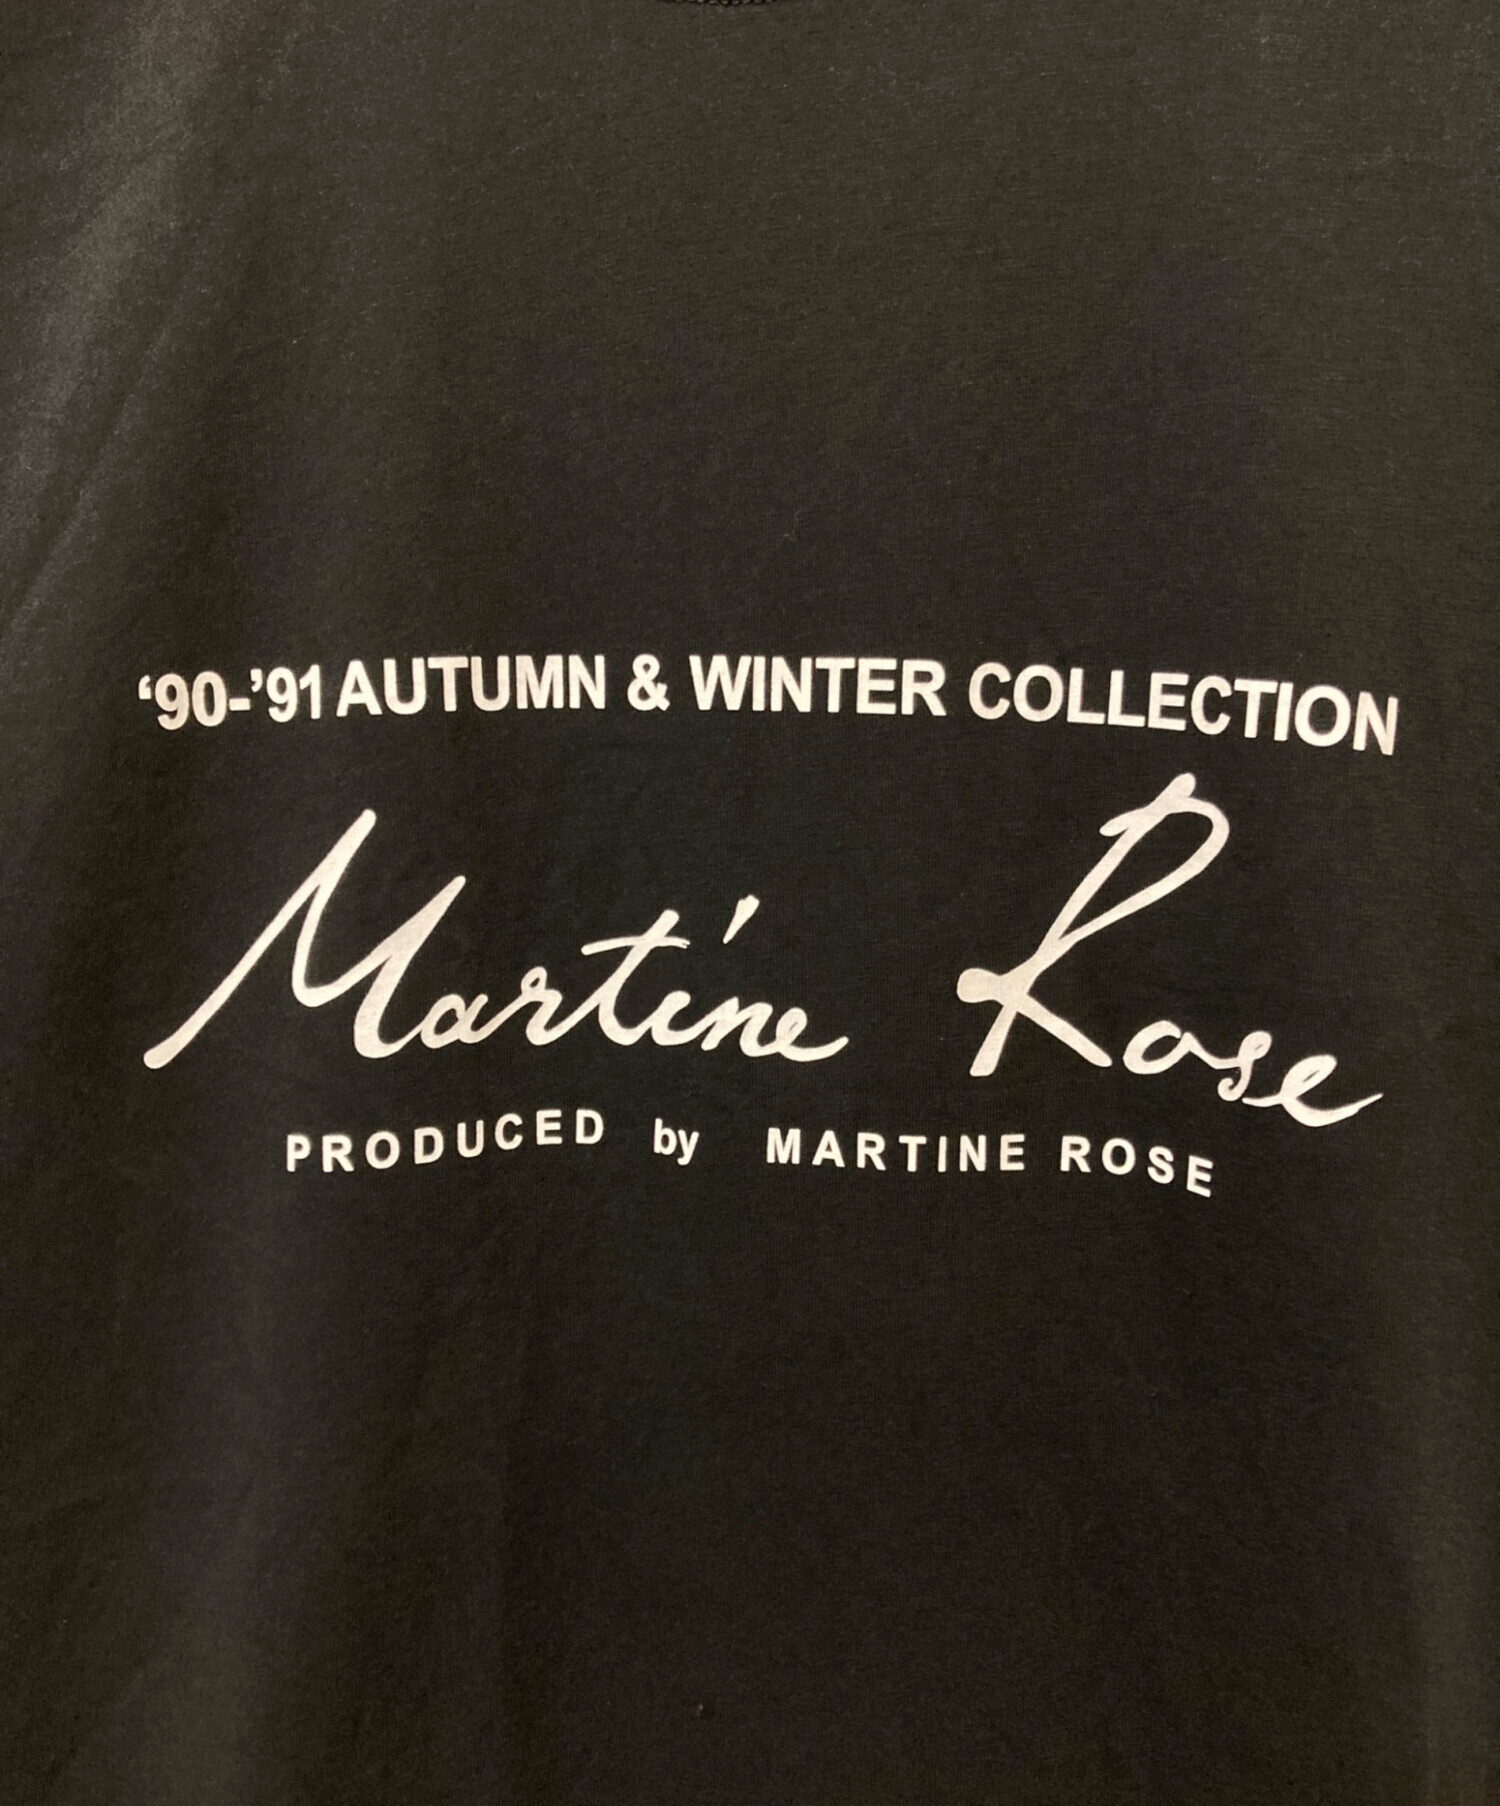 ‘90-’91 AUTUMN & WINTER COLLECTION
Martine Rose
PRODUCED by MARTINE ROSE